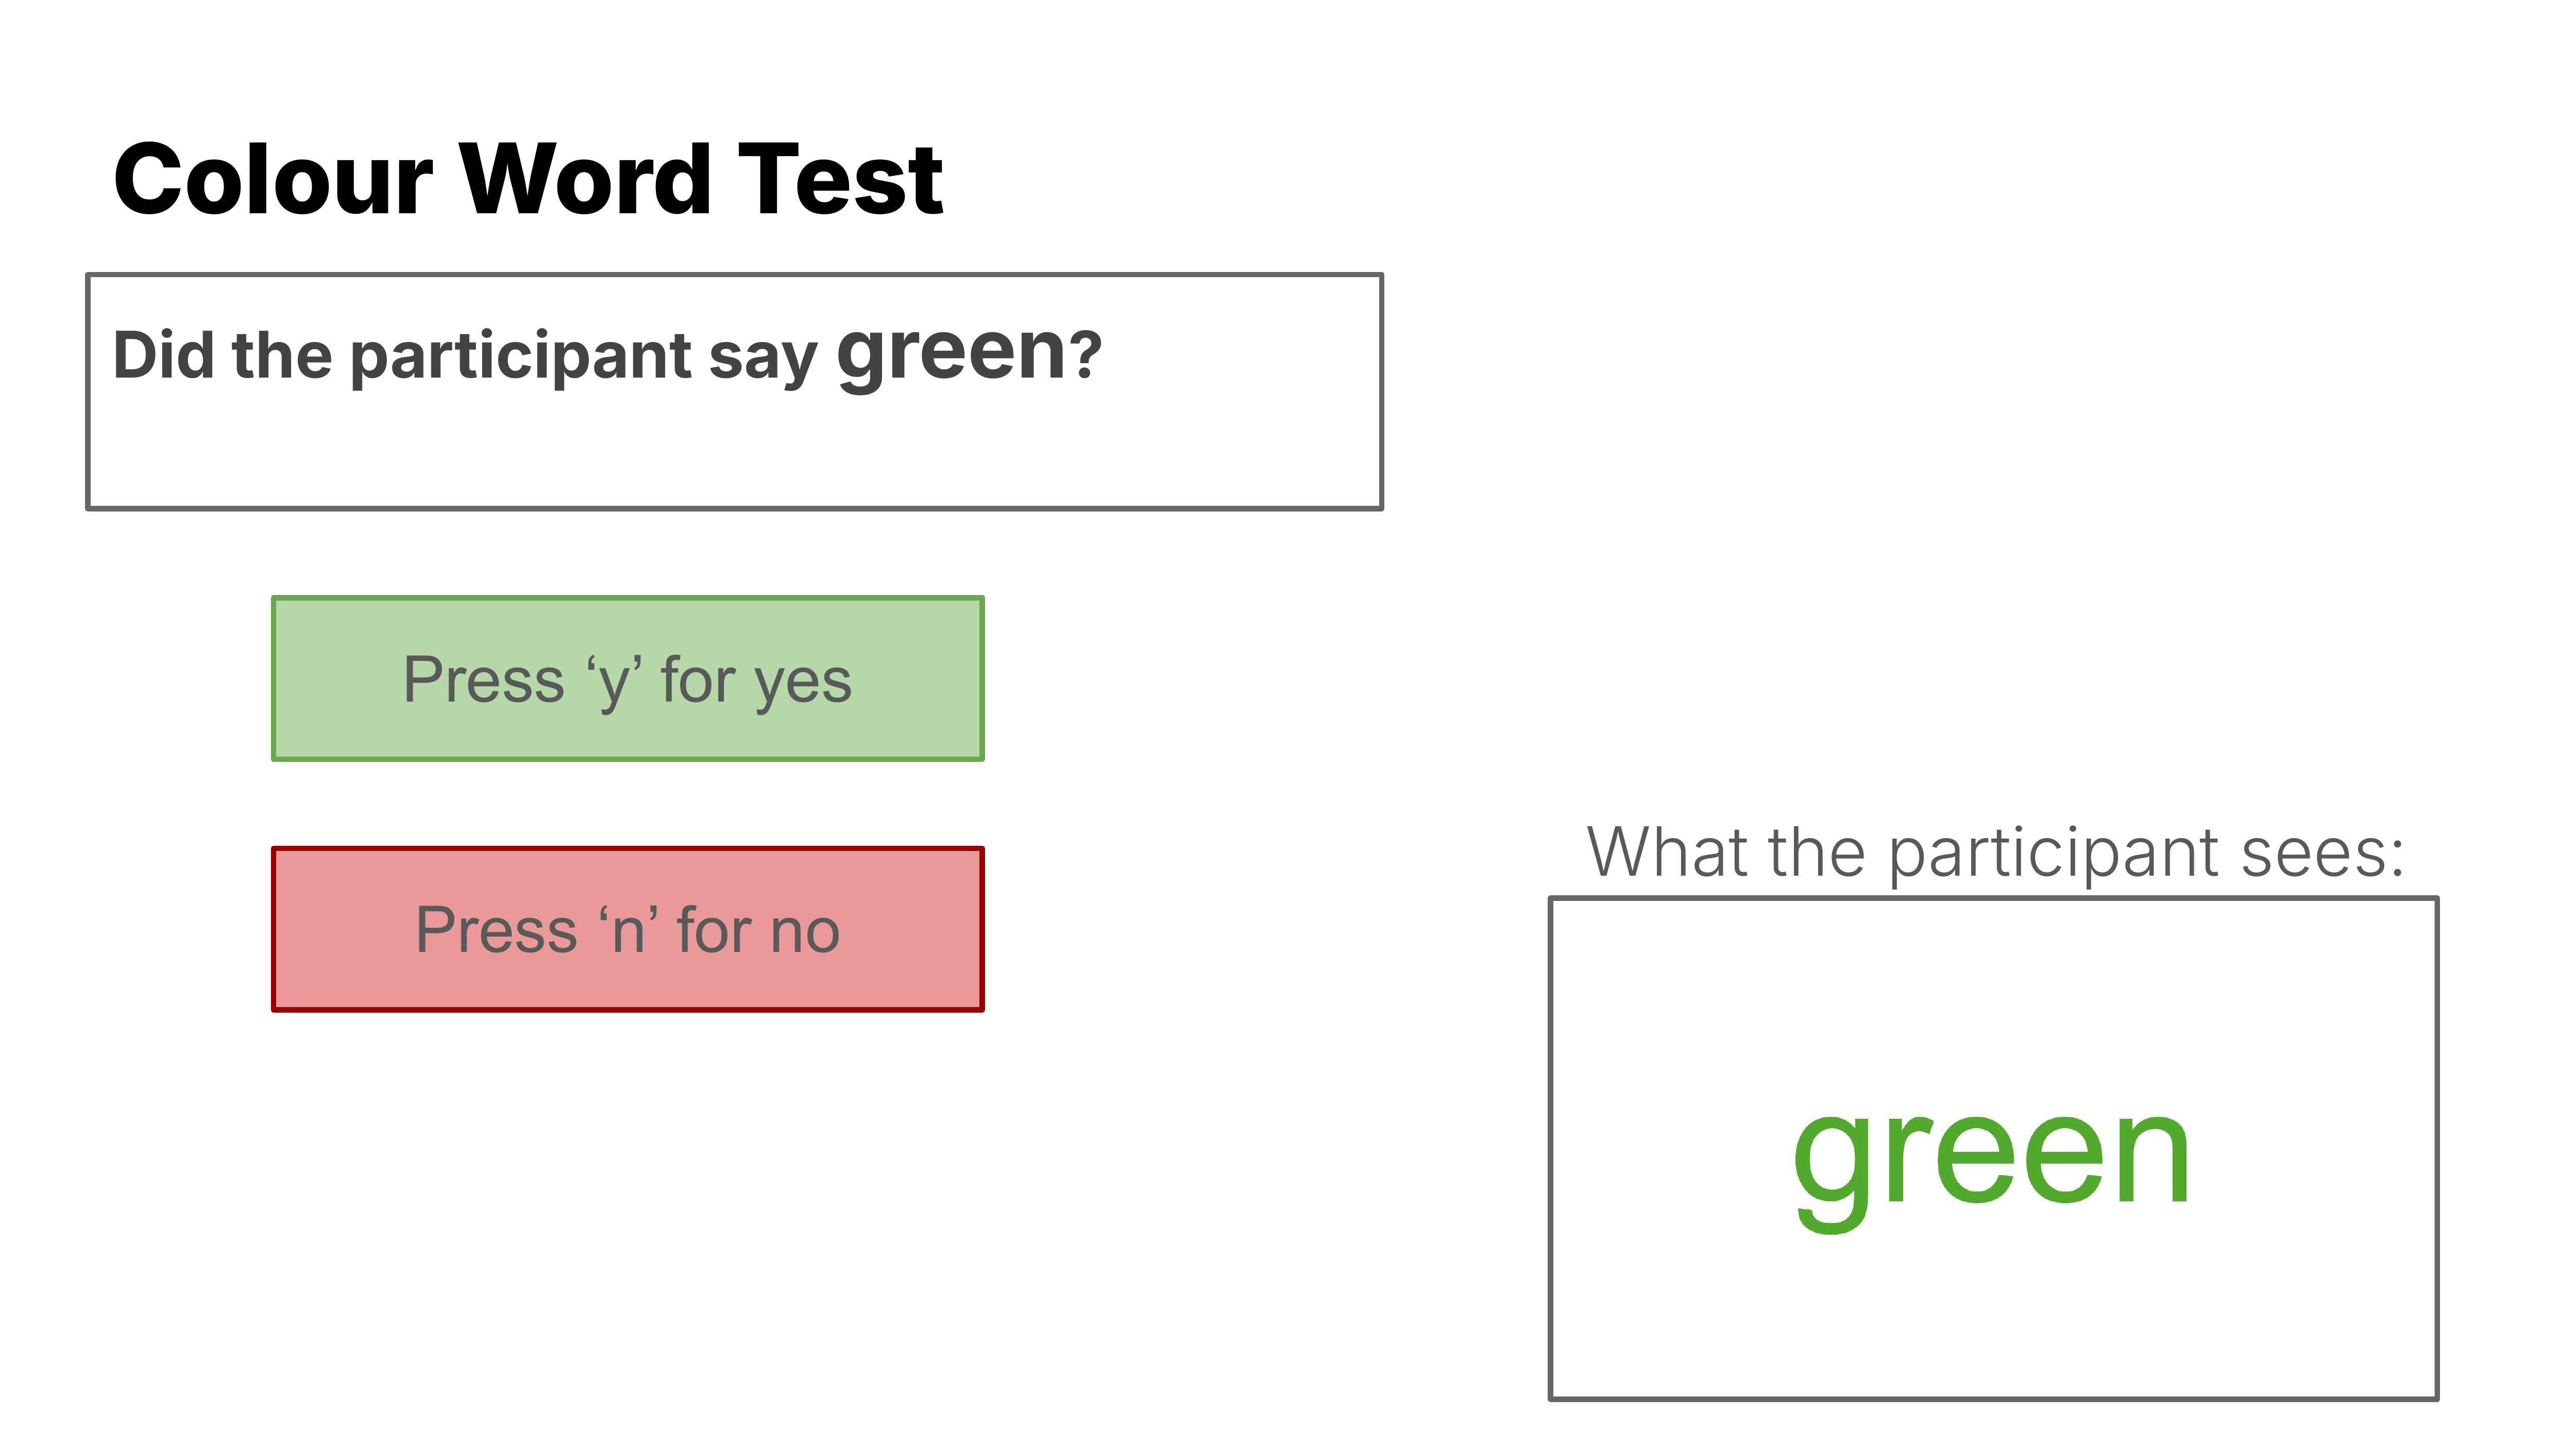 Colour Word Test
Did the participant say green?
Press ‘y’ for yes
Press ‘n’ for no
What the participant sees:
green